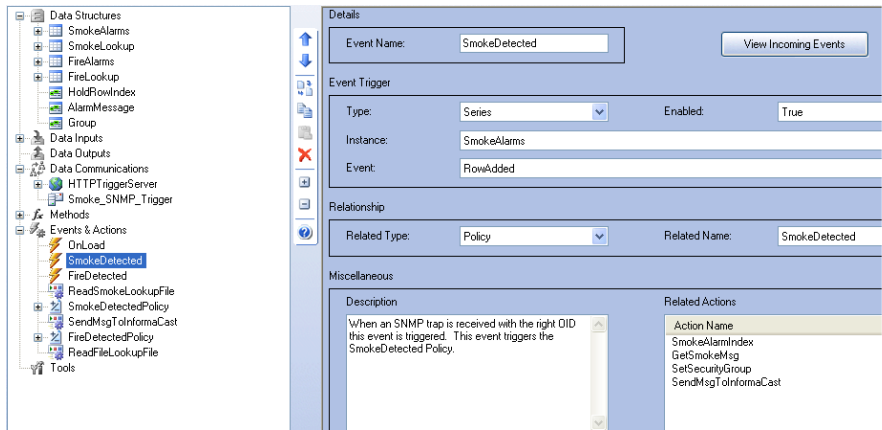 Data Structures
SmokeAlarms
SmokeLookup
FireAlarms
FireLookup
HoldRowIndex
AlarmMessage
Group
Data Inputs
Data Outputs
Data Communications
HTTPTriggerServer
Smoke_SNMP_Trigger
fx Methods
Events & Actions
OnLoad
SmokeDetected
FireDetected
ReadSmokeLookupFile
SmokeDetectedPolicy
SendMsgToInformaCast
FireDetectedPolicy
ReadFileLookupFile
Tools
Details
Event Name: SmokeDetected View Incoming Events
Event Trigger
Type: Series Enabled: True
Instance: SmokeAlarms
Event: RowAdded
Relationship
Related Type: Policy Related Name: SmokeDetected
Miscellaneous
Description
When an SNMP trap is received with the right OID
this event is triggered. This event triggers the
SmokeDetected Policy.
Related Actions
Action Name
SmokeAlarmIndex
GetSmokeMsg
SetSecurityGroup
SendMsgToInformaCast